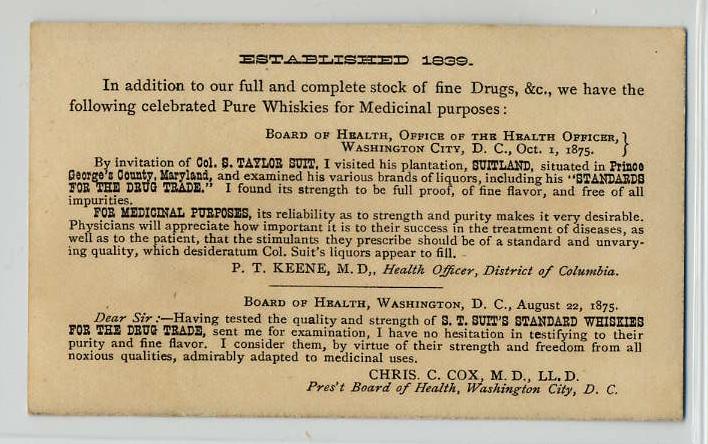 ESTABLISHED 1839.
In addition to our full and complete stock of fine Drugs, &c., we have the
following celebrated Pure Whiskies for Medicinal purposes:
BOARD OF HEALTH, OFFICE OF THE HEALTH OFFICER,
WASHINGTON CITY, D. C., Oct. 1, 1875. }
By invitation of Col. S. TAYLOR SUIT, I visited his plantation, SUITLAND, situated in Prince
George's County, Maryland, and examined his various brands of liquors, including his "STANDARDS
FOR THE DRUG TRADE." I found its strength to be full proof, of fine flavor, and free of all
impurities.
FOR MEDICINAL PURPOSES, its reliability as to strength and purity makes it very desirable.
Physicians will appreciate how important it is to their success in the treatment of diseases, as
well as to the patient, that the stimulants they prescribe should be of a standard and unvary-
ing quality, which desideratum Col. Suit's liquors appear to fill.
P. T. KEENE, M. D,, Health Officer, District of Columbia.
BOARD OF HEALTH, WASHINGTON, D. C., August 22, 1875.
Dear Sir:—Having tested the quality and strength of S. T. SUIT'S STANDARD WHISKIES
FOR THE DRUG TRADE, sent me for examination, I have no hesitation in testifying to their
purity and fine flavor. I consider them, by virtue of their strength and freedom from all
noxious qualities, admirably adapted to medicinal uses.
CHRIS. C. COX, M. D., LL. D.
Pres't Board of Health, Washington City, D. C.